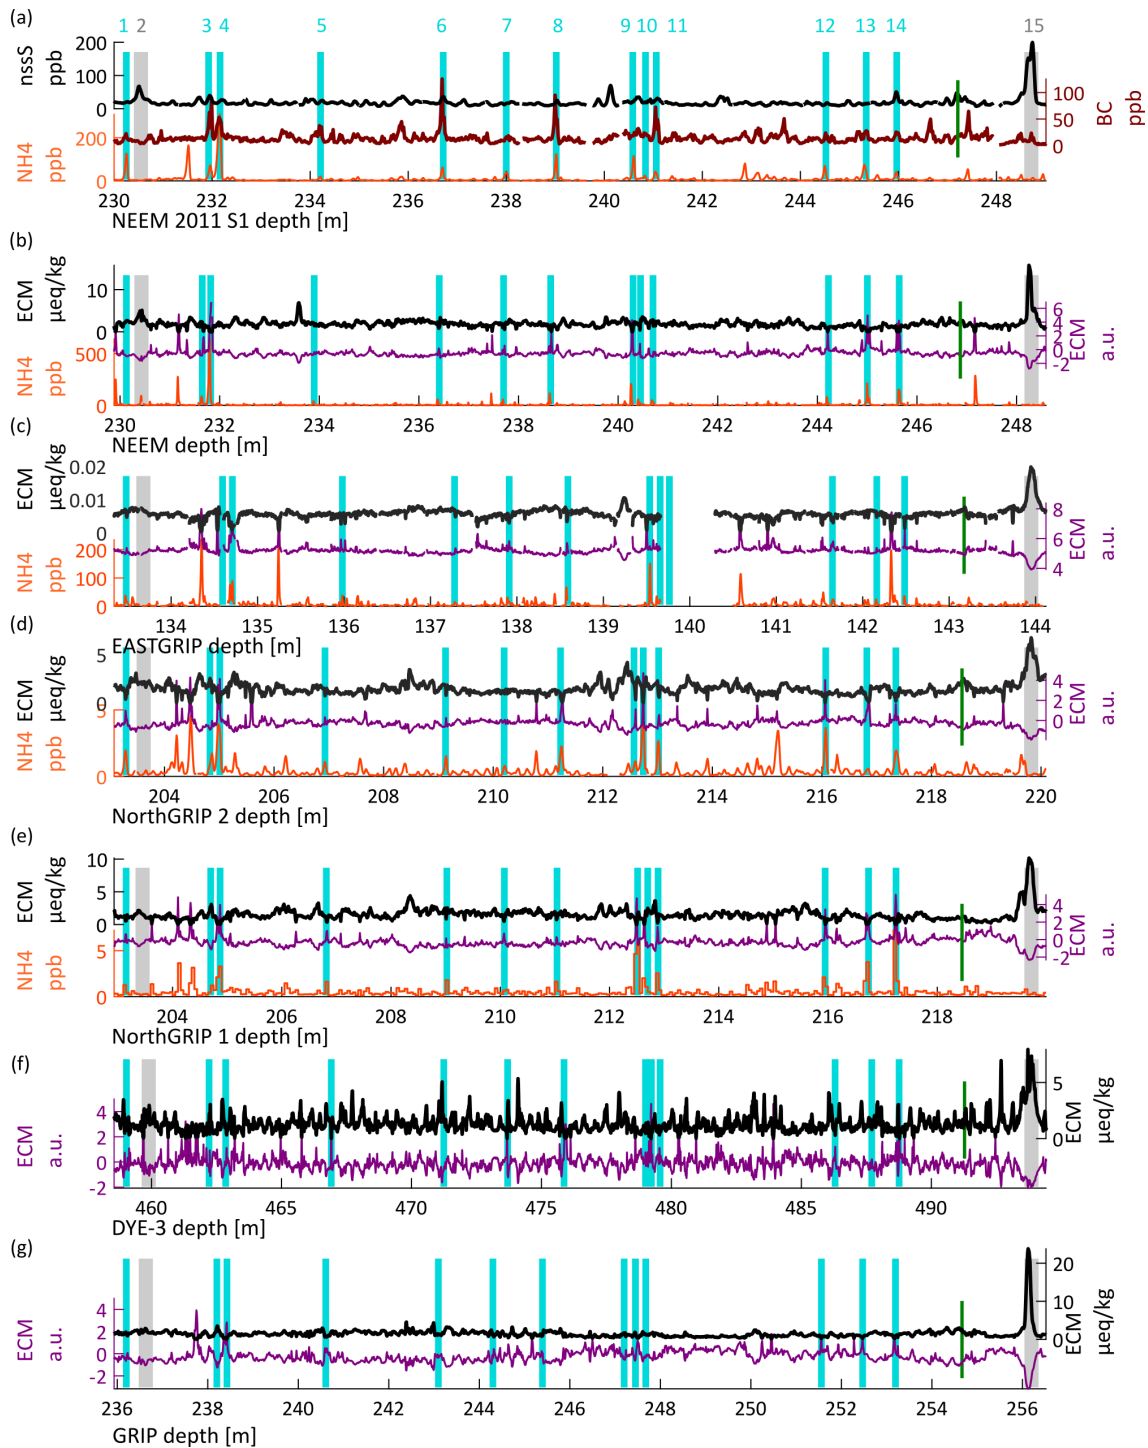 (a)
1 2 3 4 5 6 7 8 9 10 11 12 13 14 15
nssS
ppb
200
100
0
BC
ppb
100
50
0
NH4
ppb
200
0
230 232 234 236 238 240 242 244 246 248
NEEM 2011 S1 depth [m]
(b)
ECM
µeq/kg
10
0
ECM
a.u.
6
4
2
0
-2
NH4
ppb
500
0
230 232 234 236 238 240 242 244 246 248
NEEM depth [m]
(c)
ECM
µeq/kg
0.02
0.01
0
ECM
a.u.
8
6
4
NH4
ppb
200
100
0
134 135 136 137 138 139 140 141 142 143 144
EASTGRIP depth [m]
(d)
ECM
µeq/kg
5
0
ECM
a.u.
4
2
0
NH4
ppb
5
0
204 206 208 210 212 214 216 218 220
NorthGRIP 2 depth [m]
(e)
ECM
µeq/kg
10
5
0
ECM
a.u.
4
2
0
-2
NH4
ppb
5
0
204 206 208 210 212 214 216 218
NorthGRIP 1 depth [m]
(f)
ECM
µeq/kg
5
0
ECM
a.u.
4
2
0
-2
460 465 470 475 480 485 490
DYE-3 depth [m]
(g)
ECM
µeq/kg
20
10
0
ECM
a.u.
4
2
0
-2
236 238 240 242 244 246 248 250 252 254 256
GRIP depth [m]